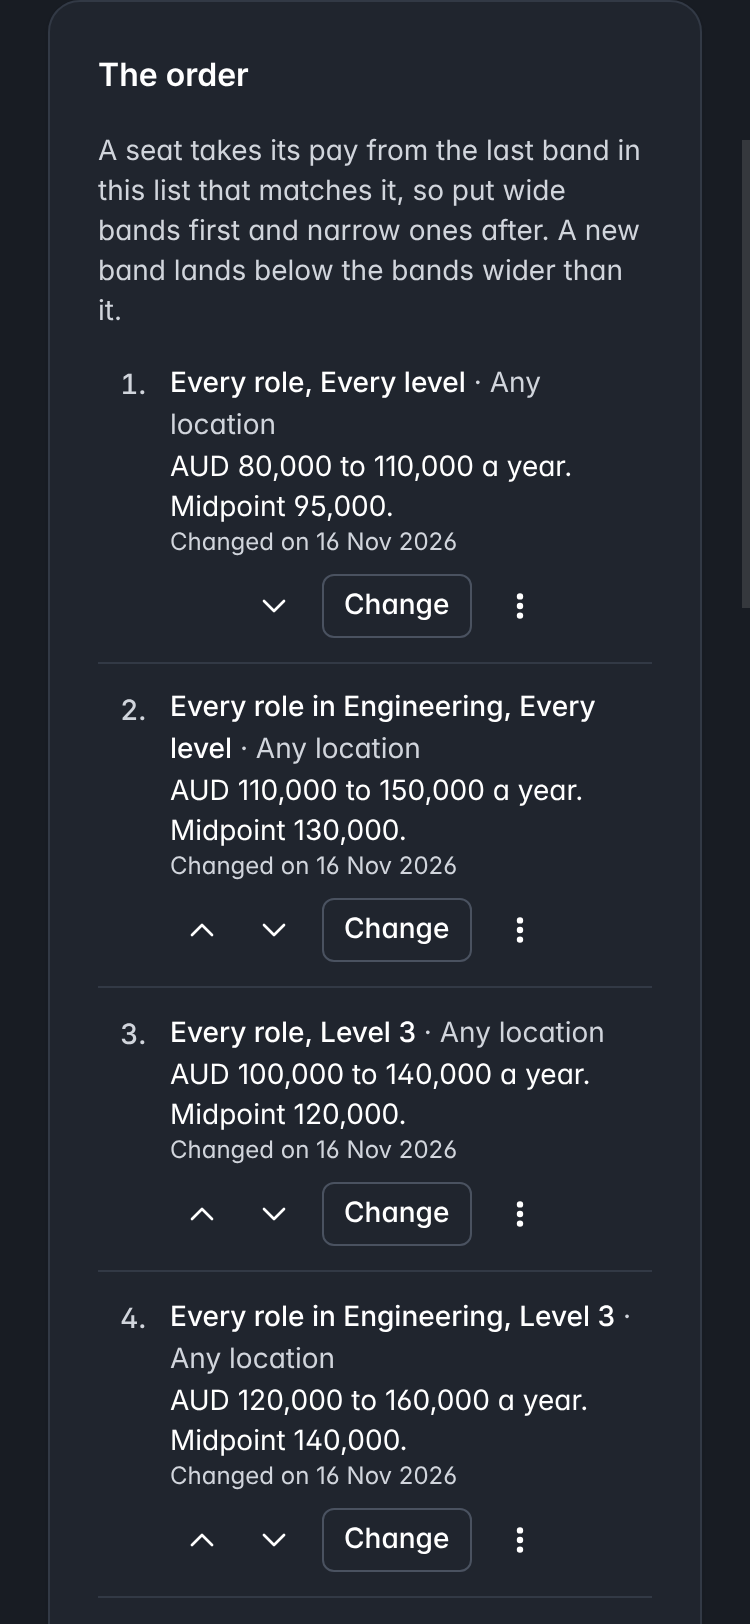 The order
A seat takes its pay from the last band in
this list that matches it, so put wide
bands first and narrow ones after. A new
band lands below the bands wider than
it.
1. Every role, Every level · Any
location
AUD 80,000 to 110,000 a year.
Midpoint 95,000.
Changed on 16 Nov 2026
Change
2. Every role in Engineering, Every
level · Any location
AUD 110,000 to 150,000 a year.
Midpoint 130,000.
Changed on 16 Nov 2026
Change
3. Every role, Level 3 · Any location
AUD 100,000 to 140,000 a year.
Midpoint 120,000.
Changed on 16 Nov 2026
Change
4. Every role in Engineering, Level 3 ·
Any location
AUD 120,000 to 160,000 a year.
Midpoint 140,000.
Changed on 16 Nov 2026
Change